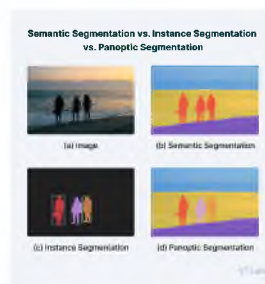 Semantic Segmentation vs. Instance Segmentation
vs. Panoptic Segmentation
(a) Image
(b) Semantic Segmentation
(c) Instance Segmentation
(d) Panoptic Segmentation